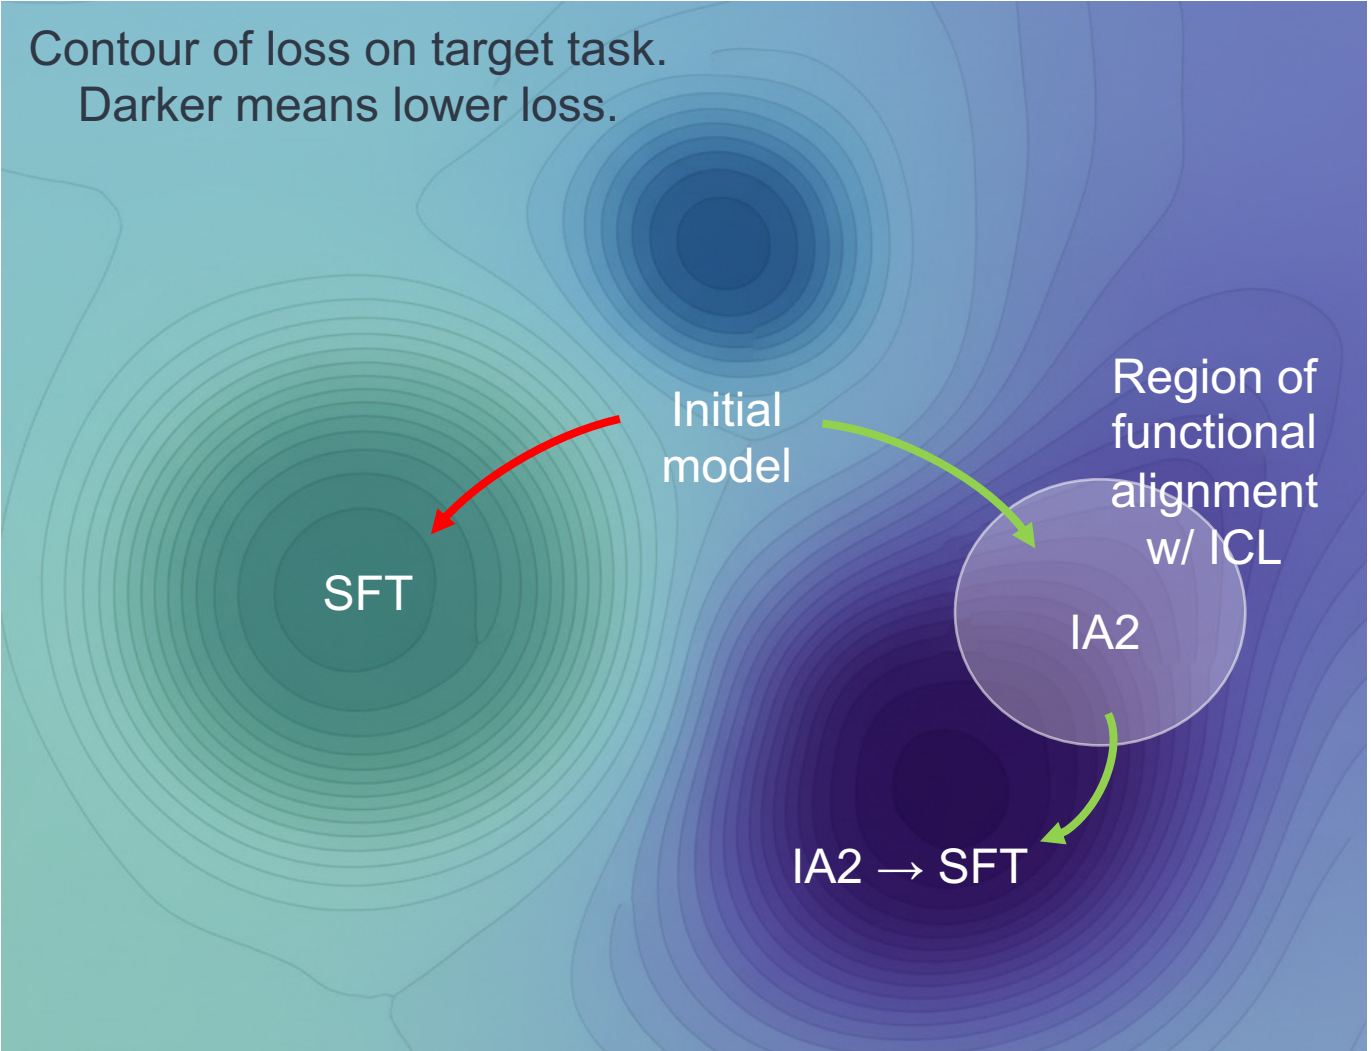 Contour of loss on target task.
Darker means lower loss.
Initial
model
Region of
functional
alignment
w/ ICL
SFT
IA2
IA2 → SFT